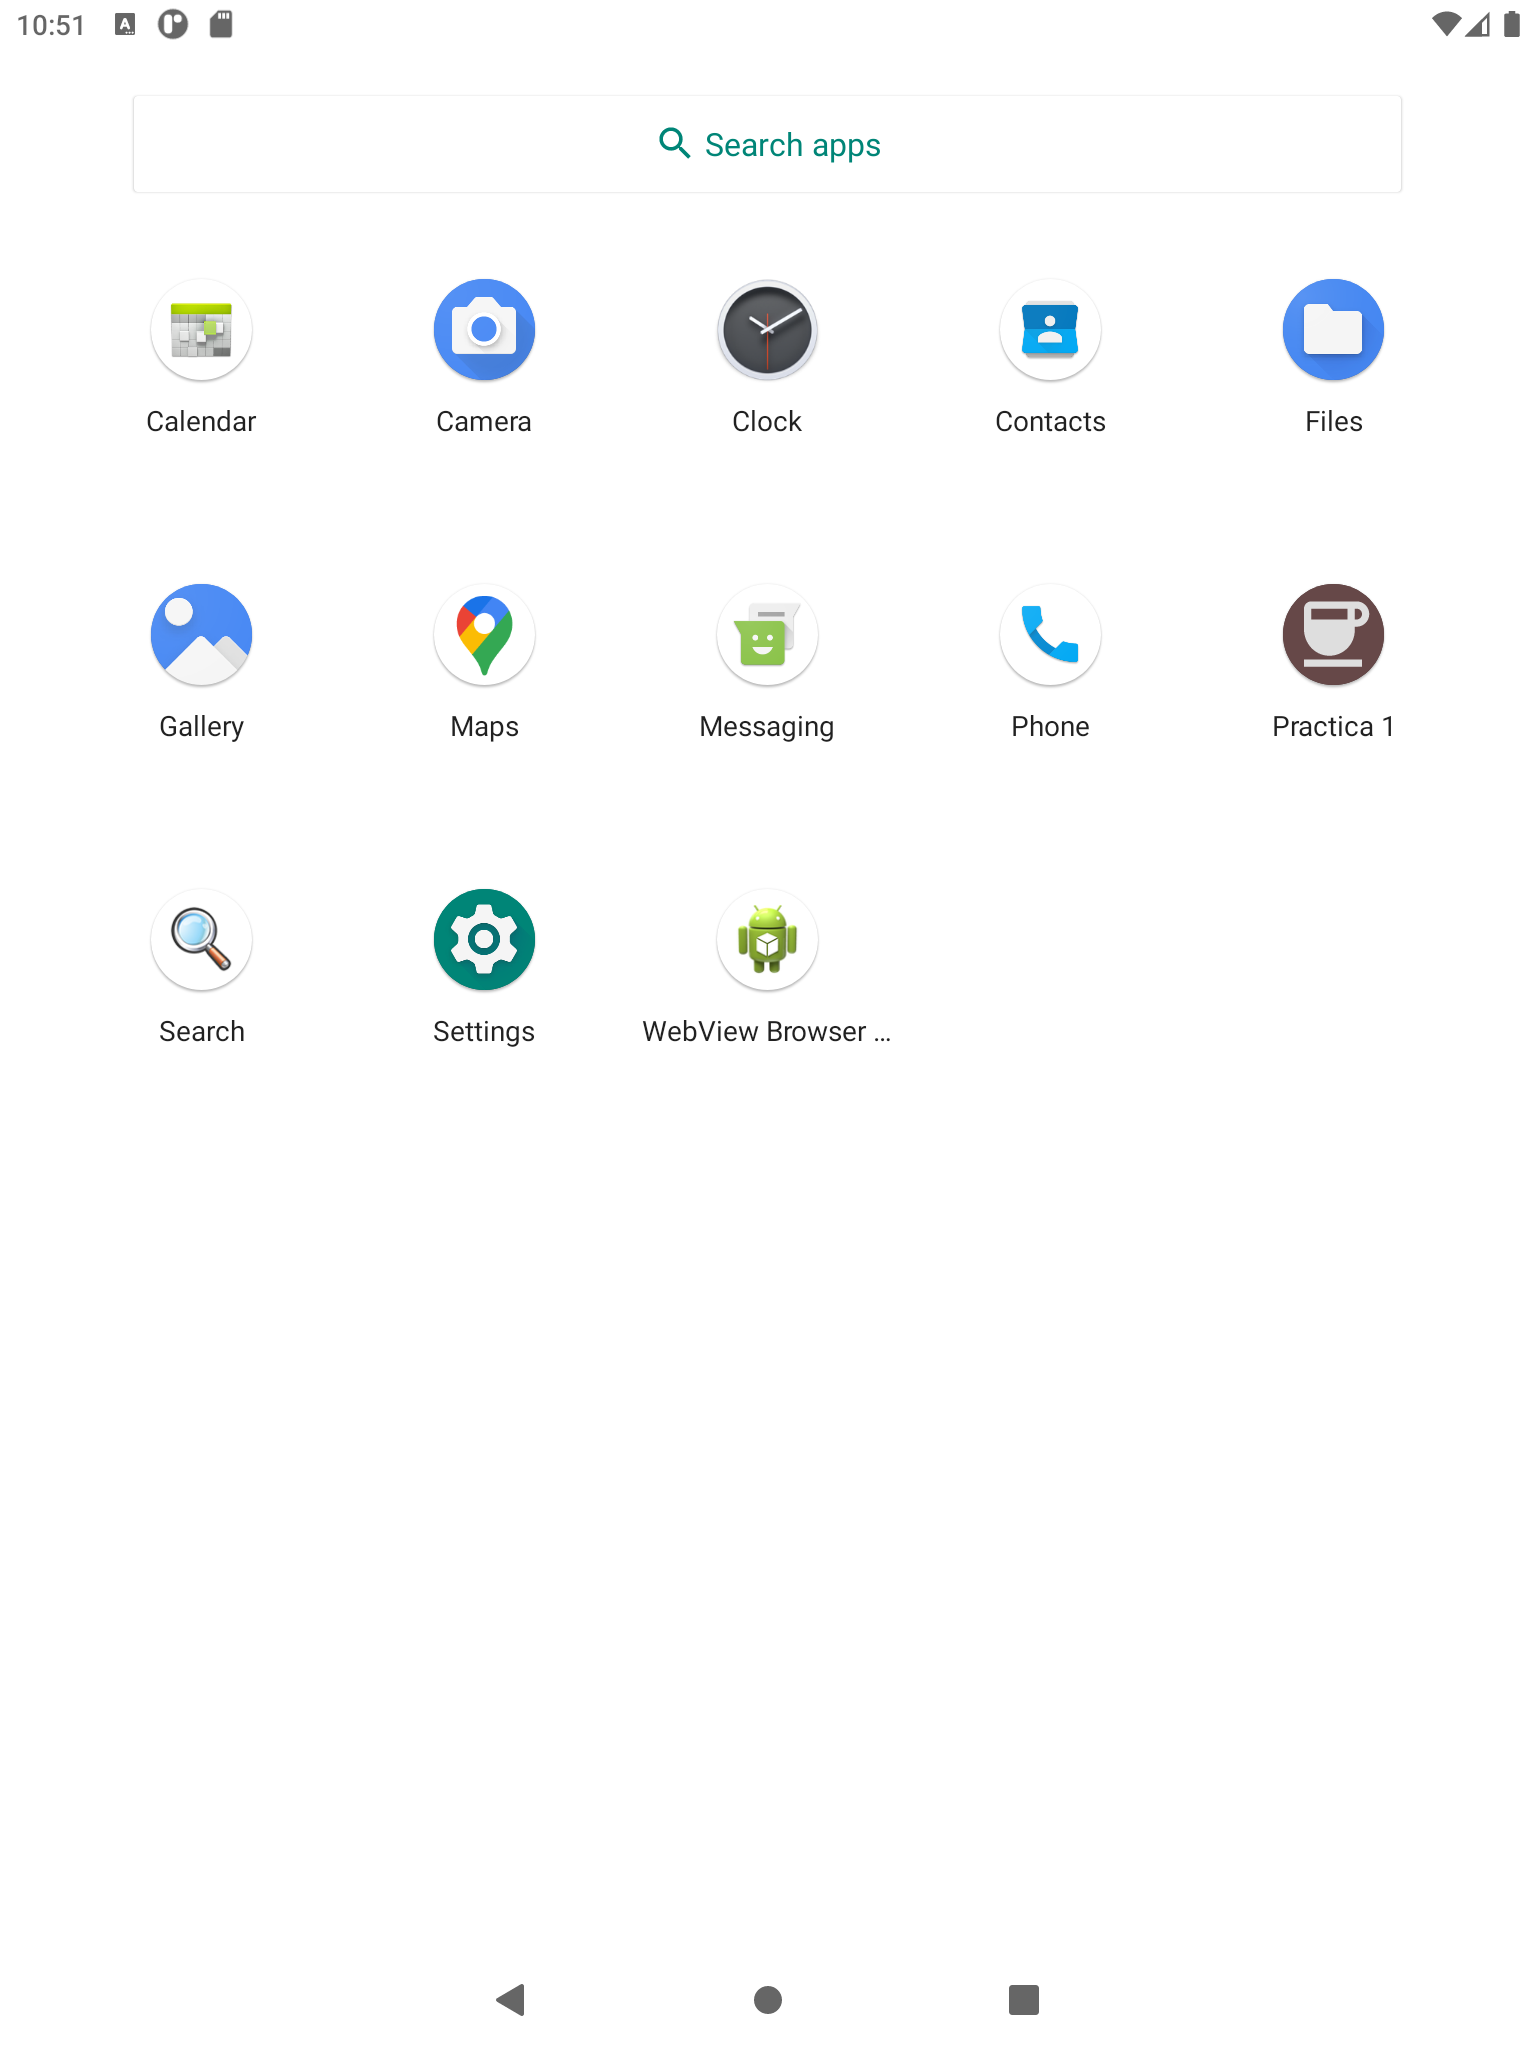 10:51
Search apps
Calendar
Camera
Clock
Contacts
Files
Gallery
Maps
Messaging
Phone
Practica 1
Search
Settings
WebView Browser ...